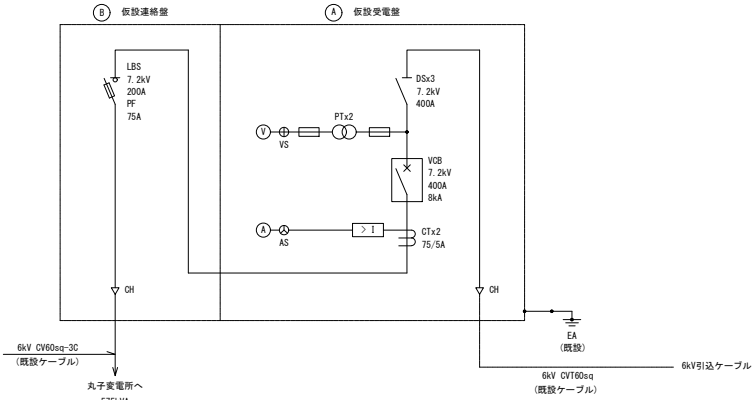 B 仮設連絡盤
A 仮設受電盤
LBS
7.2kV
200A
PF
75A
DSx3
7.2kV
400A
PTx2
V
VS
VCB
7.2kV
400A
8kA
A
AS
> I
CTx2
75/5A
CH
CH
EA
(既設)
6kV CV60sq-3C
(既設ケーブル)
6kV引込ケーブル
6kV CVT60sq
(既設ケーブル)
丸子変電所へ